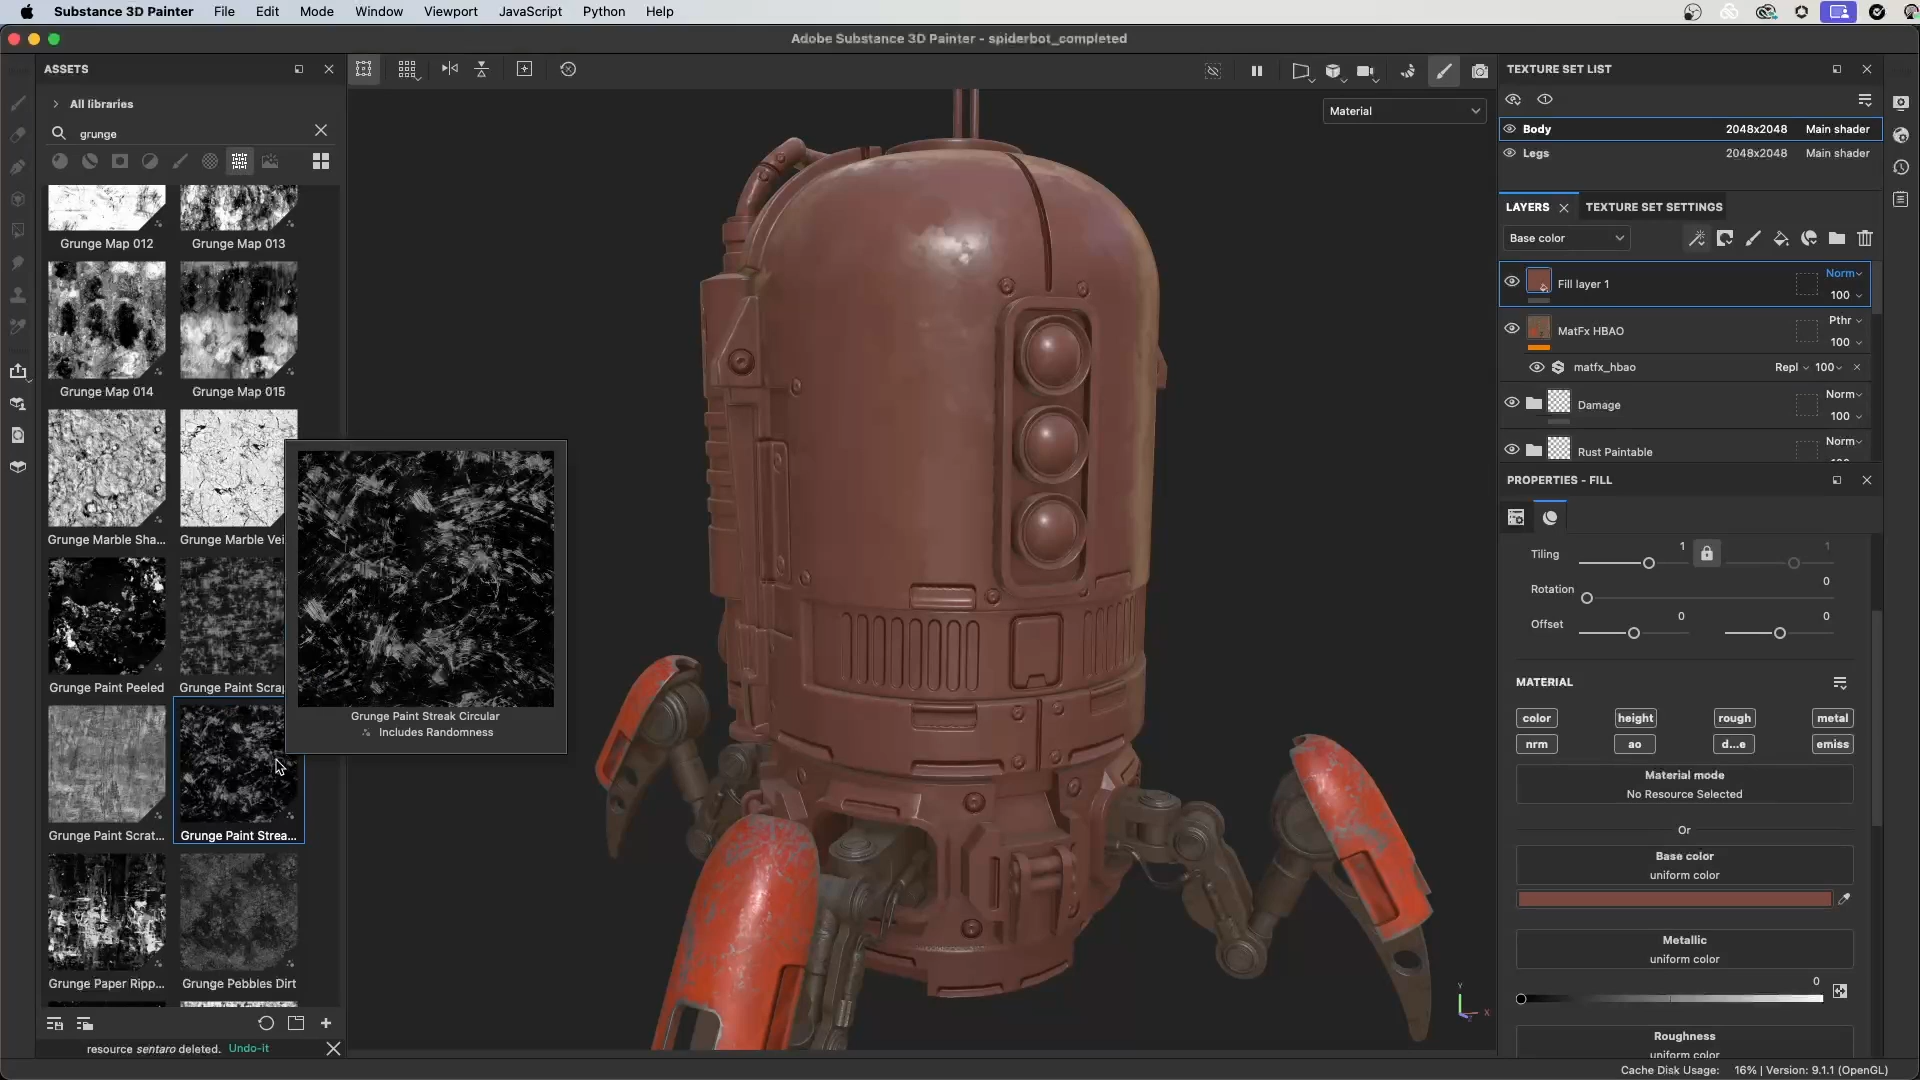 Substance 3D Painter File Edit Mode Window Viewport JavaScript Python Help
Adobe Substance 3D Painter - spiderbot_completed
ASSETS
All libraries
grunge
Grunge Map 012
Grunge Map 013
Grunge Map 014
Grunge Map 015
Grunge Marble Sha...
Grunge Marble Vei
Grunge Paint Peeled
Grunge Paint Scrap
Grunge Paint Scrat...
Grunge Paint Strea...
Grunge Paper Ripp...
Grunge Pebbles Dirt
resource sentaro deleted. Undo-it
Grunge Paint Streak Circular
Includes Randomness
Material
Y
X
TEXTURE SET LIST
Body 2048x2048 Main shader
Legs 2048x2048 Main shader
LAYERS TEXTURE SET SETTINGS
Base color
Fill layer 1 Norm
100
MatFx HBAO Pthr
100
matfx_hbao Repl 100
Damage Norm
100
Rust Paintable Norm
PROPERTIES - FILL
Tiling 1 1
Rotation 0
Offset 0 0
MATERIAL
color height rough metal
nrm ao d...e emiss
Material mode
No Resource Selected
Or
Base color
uniform color
Metallic
uniform color
0
Roughness
uniform color
Cache Disk Usage: 16% | Version: 9.1.1 (OpenGL)